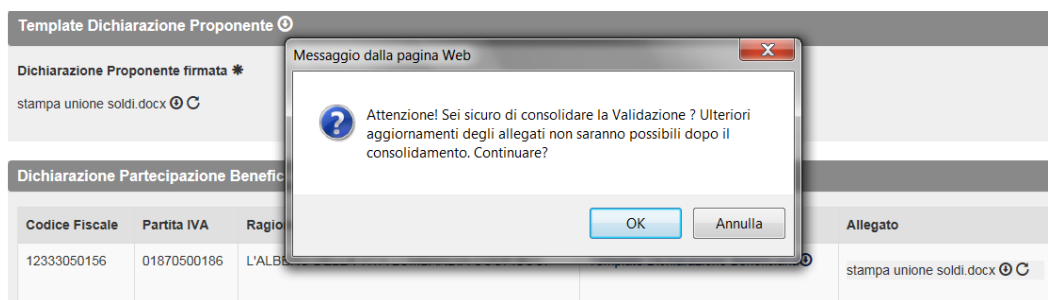 Template Dichiarazione Proponente
Messaggio dalla pagina Web
Dichiarazione Proponente firmata *
stampa unione soldi.docx
Attenzione! Sei sicuro di consolidare la Validazione ? Ulteriori
aggiornamenti degli allegati non saranno possibili dopo il
consolidamento. Continuare?
Dichiarazione Partecipazione
OK Annulla
Codice Fiscale Partita IVA Allegato
12333050156 01870500186 stampa unione soldi.docx